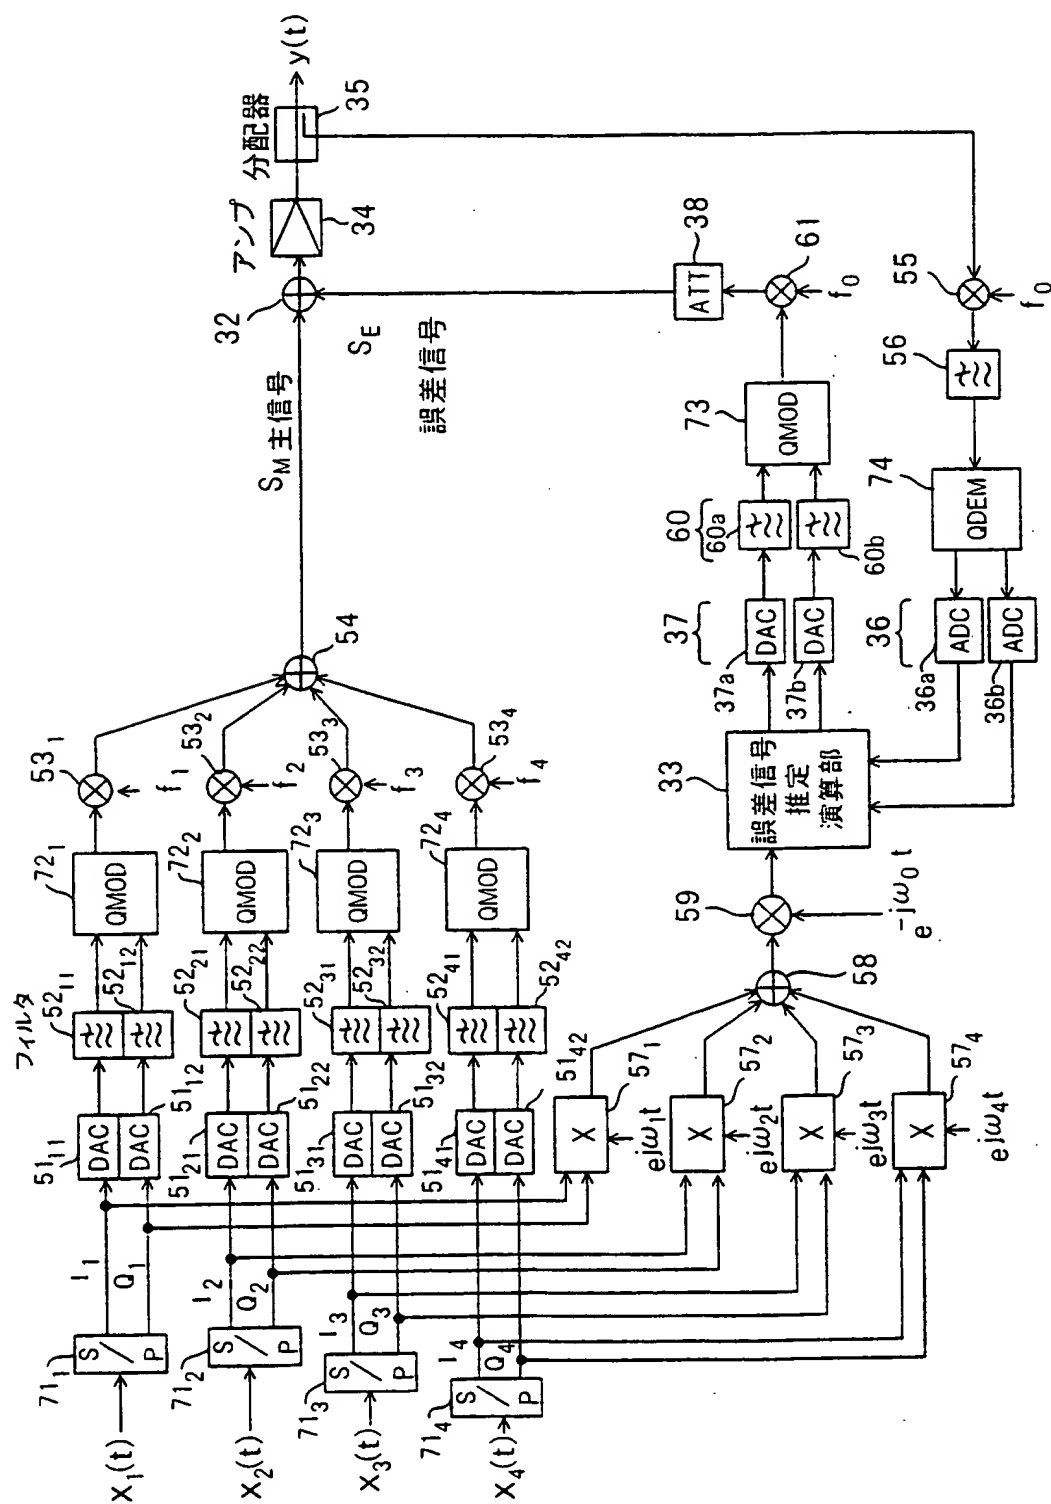 X₁(t)
71₁
S/P
I₁
Q₁
51₁₁
DAC
DAC
51₁₂
フィルタ
52₁₁
52₁₂
72₁
QMOD
53₁
f₁
X₂(t)
71₂
S/P
I₂
Q₂
51₂₁
DAC
DAC
51₂₂
52₂₁
52₂₂
72₂
QMOD
53₂
f₂
X₃(t)
71₃
S/P
I₃
Q₃
51₃₁
DAC
DAC
51₃₂
52₃₁
52₃₂
72₃
QMOD
53₃
f₃
X₄(t)
71₄
S/P
I₄
Q₄
51₄₁
DAC
DAC
51₄₂
52₄₁
52₄₂
72₄
QMOD
53₄
f₄
54
S_M 主信号
32
アンプ
34
分配器
35
y(t)
S_E
誤差信号
X
57₁
e^jω₁t
X
57₂
e^jω₂t
X
57₃
e^jω₃t
X
57₄
e^jω₄t
58
59
e^-jω₀t
33
誤差信号
推定
演算部
37
37a
DAC
37b
DAC
60
60a
60b
73
QMOD
61
f₀
38
ATT
36
36a
ADC
36b
ADC
74
QDEM
56
55
f₀